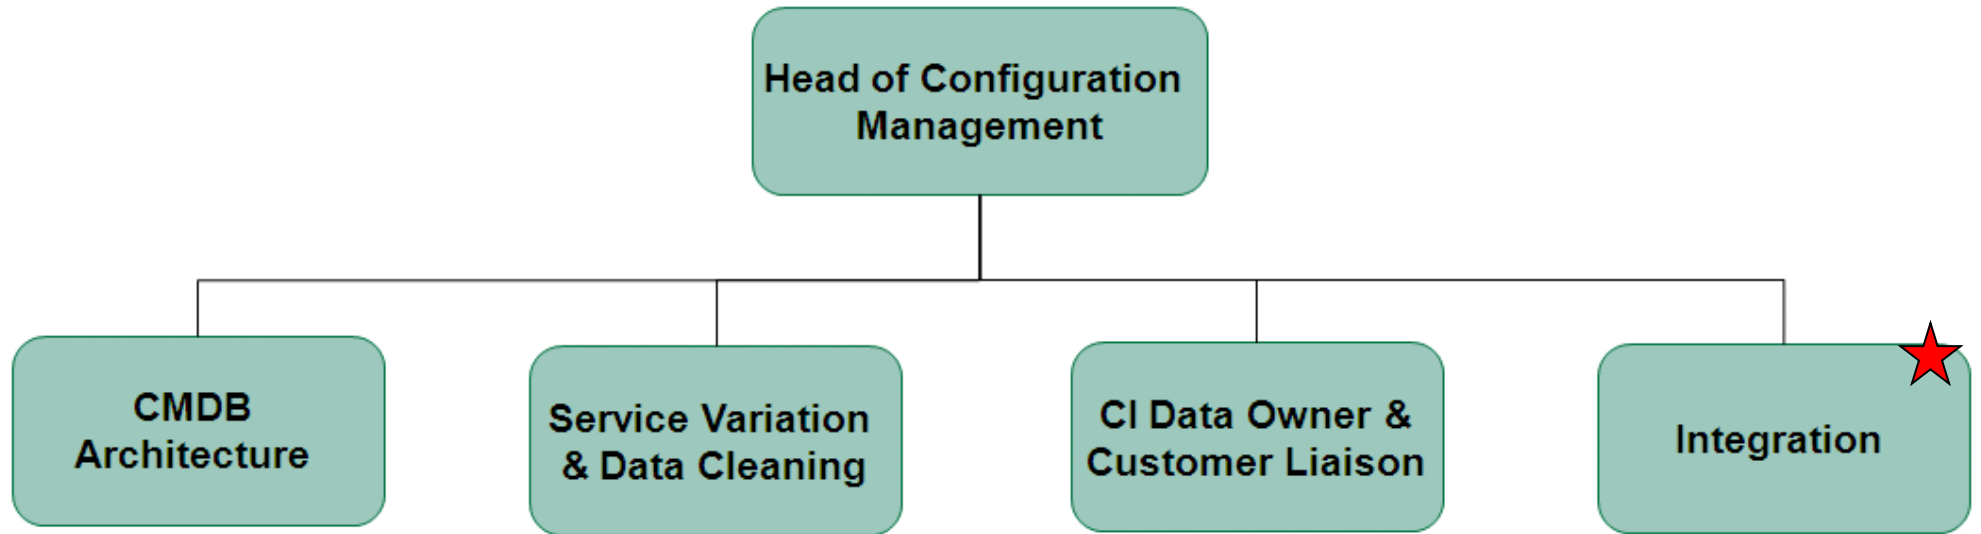 Head of Configuration
Management
CMDB
Architecture
Service Variation
& Data Cleaning
CI Data Owner &
Customer Liaison
Integration